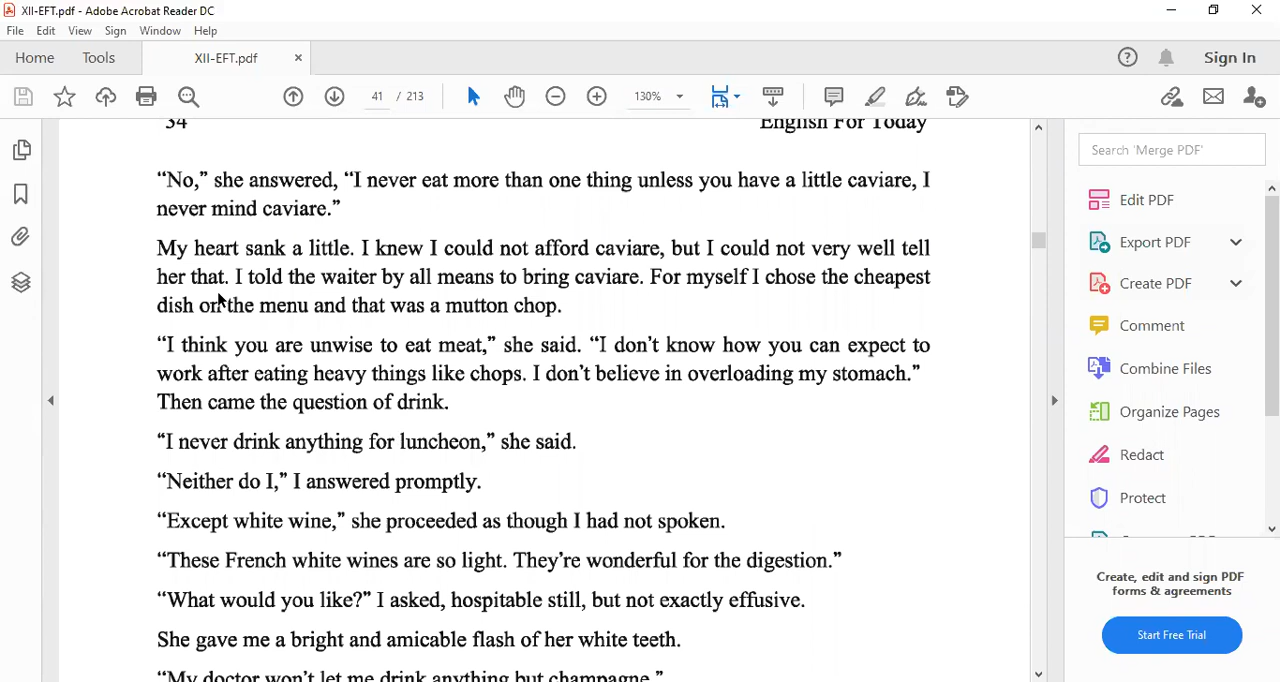 XII-EFT.pdf - Adobe Acrobat Reader DC
File Edit View Sign Window Help
Home Tools XII-EFT.pdf × Sign In
41 / 213 130%
34 English For Today
“No,” she answered, “I never eat more than one thing unless you have a little caviare, I
never mind caviare.”
My heart sank a little. I knew I could not afford caviare, but I could not very well tell
her that. I told the waiter by all means to bring caviare. For myself I chose the cheapest
dish on the menu and that was a mutton chop.
“I think you are unwise to eat meat,” she said. “I don’t know how you can expect to
work after eating heavy things like chops. I don’t believe in overloading my stomach.”
Then came the question of drink.
“I never drink anything for luncheon,” she said.
“Neither do I,” I answered promptly.
“Except white wine,” she proceeded as though I had not spoken.
“These French white wines are so light. They’re wonderful for the digestion.”
“What would you like?” I asked, hospitable still, but not exactly effusive.
She gave me a bright and amicable flash of her white teeth.
“My doctor won’t let me drink anything but champagne.”
Search 'Merge PDF'
Edit PDF
Export PDF
Create PDF
Comment
Combine Files
Organize Pages
Redact
Protect
Create, edit and sign PDF
forms & agreements
Start Free Trial